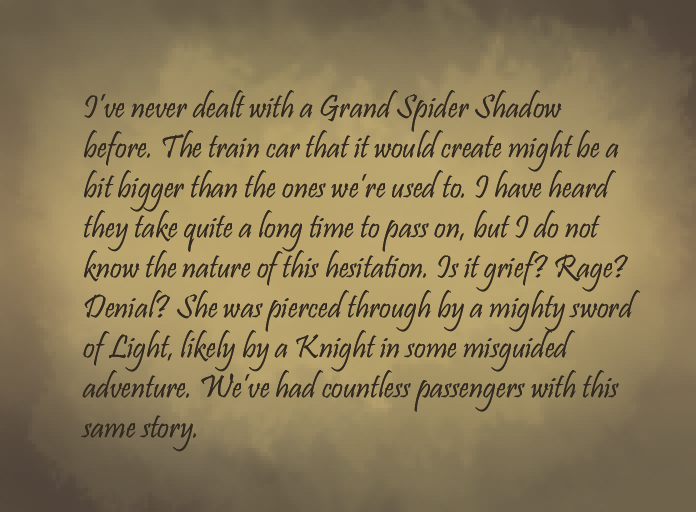 I've never dealt with a Grand Spider Shadow
before. The train car that it would create might be a
bit bigger than the ones we're used to. I have heard
they take quite a long time to pass on, but I do not
know the nature of this hesitation. Is it grief? Rage?
Denial? She was pierced through by a mighty sword
of Light, likely by a Knight in some misguided
adventure. We've had countless passengers with this
same story.